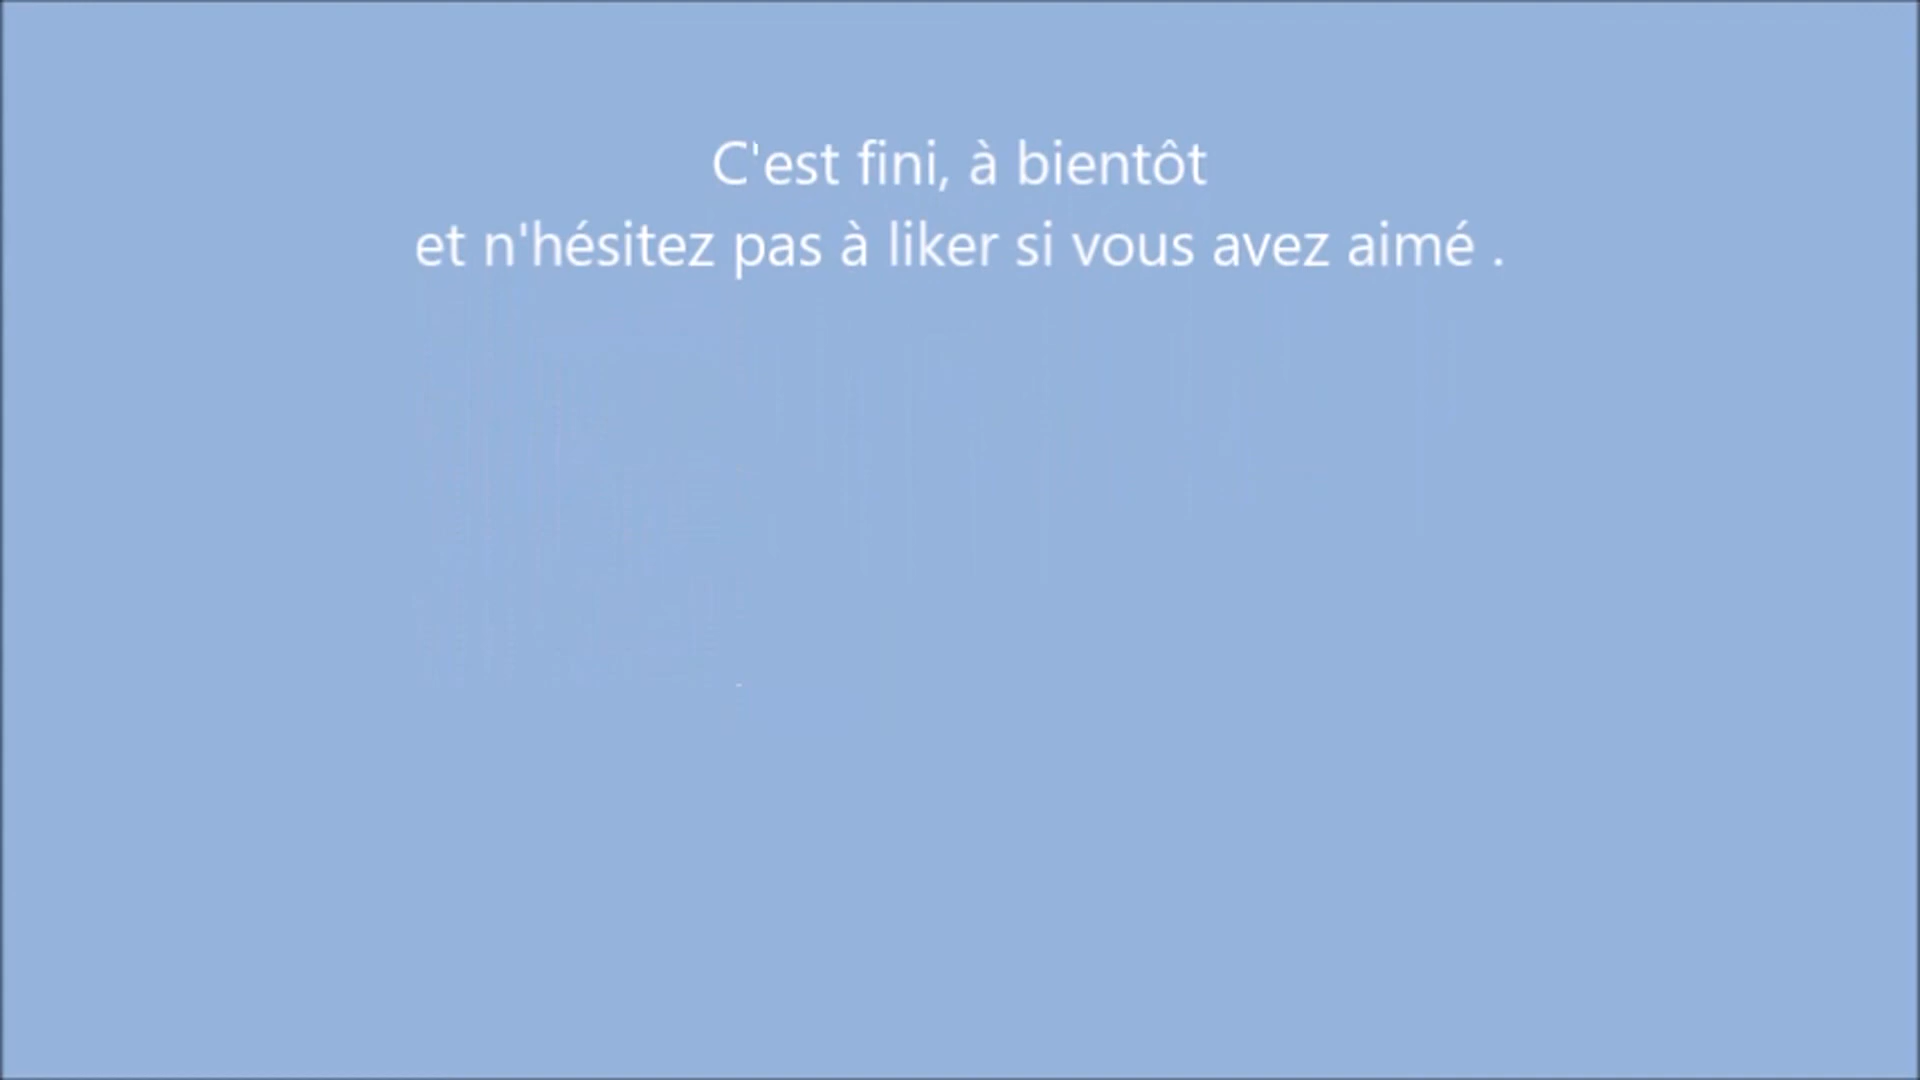 C'est fini, à bientôt
et n'hésitez pas à liker si vous avez aimé .